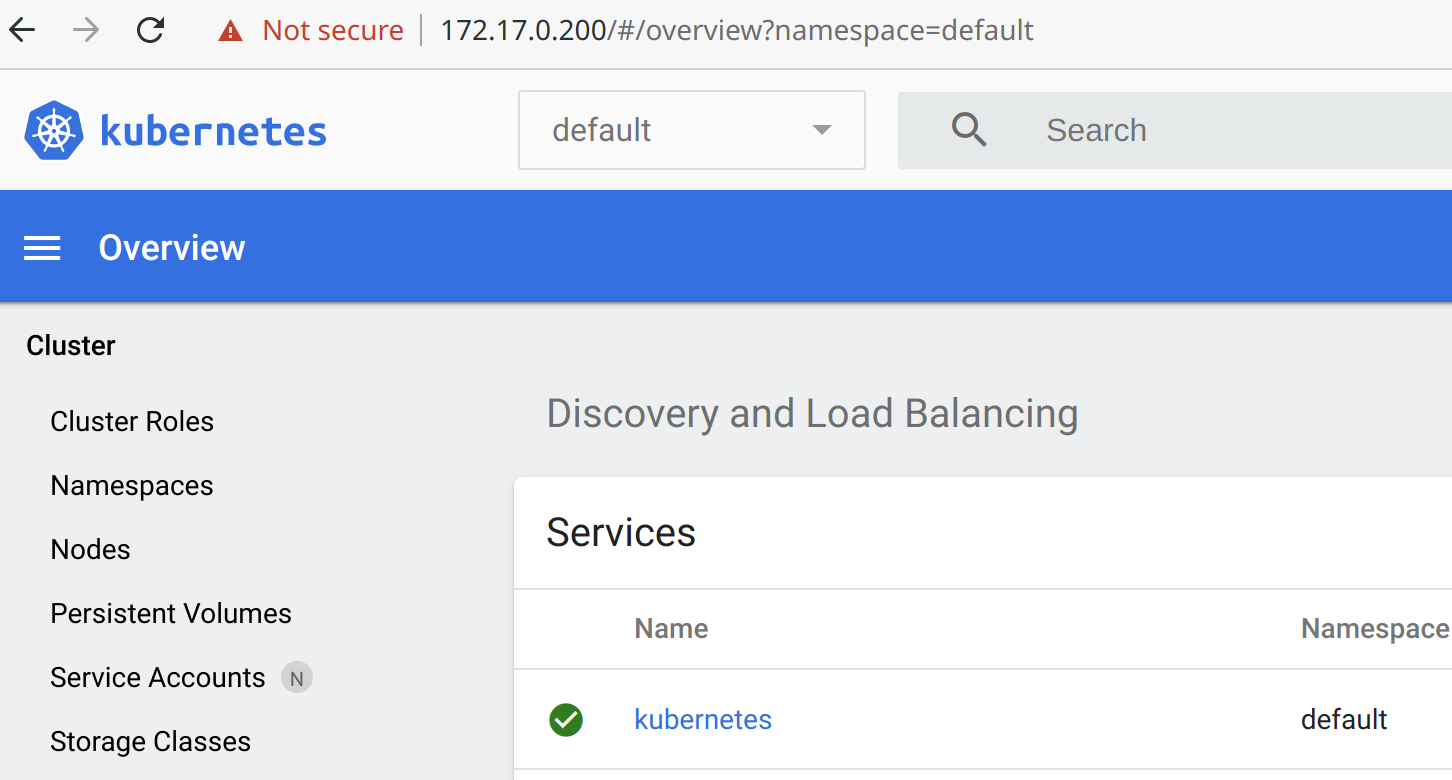 Not secure 172.17.0.200/#/overview?namespace=default
kubernetes default Search
Overview
Cluster
Cluster Roles
Namespaces
Nodes
Persistent Volumes
Service Accounts N
Storage Classes
Discovery and Load Balancing
Services
Name Namespace
kubernetes default